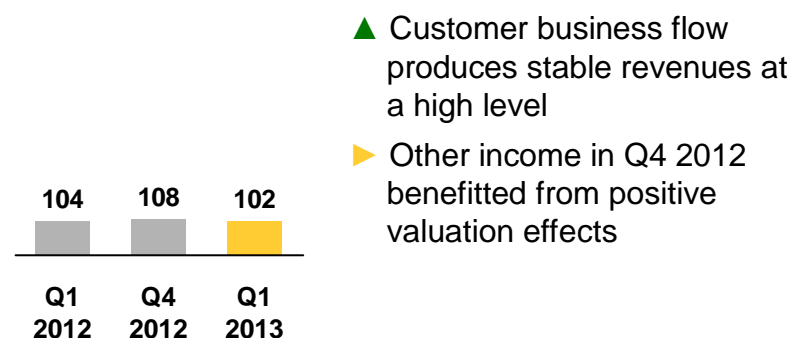 ▲ Customer business flow
produces stable revenues at
a high level
► Other income in Q4 2012
benefitted from positive
valuation effects
104 108 102
Q1 Q4 Q1
2012 2012 2013